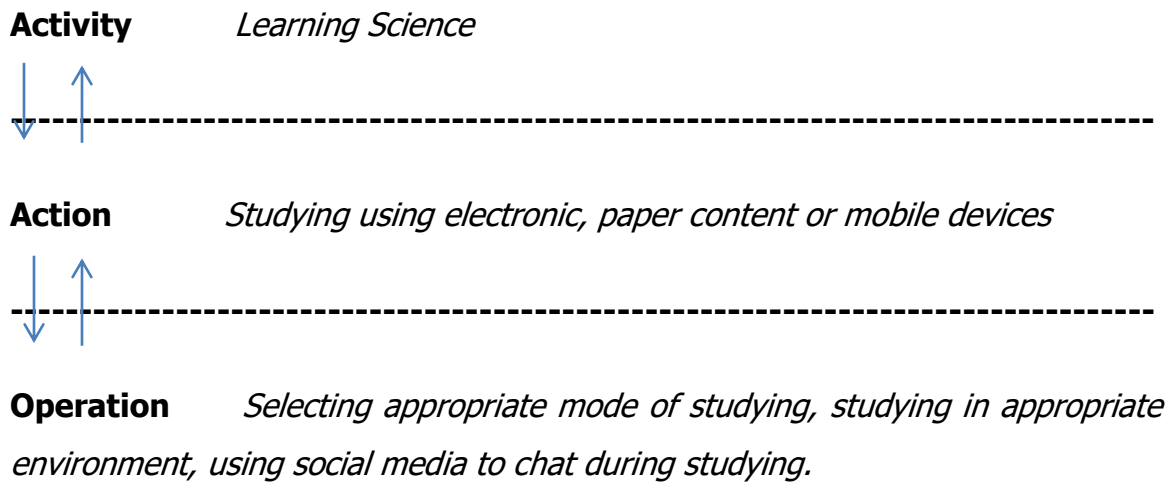 Activity Learning Science
Action Studying using electronic, paper content or mobile devices
Operation Selecting appropriate mode of studying, studying in appropriate
environment, using social media to chat during studying.